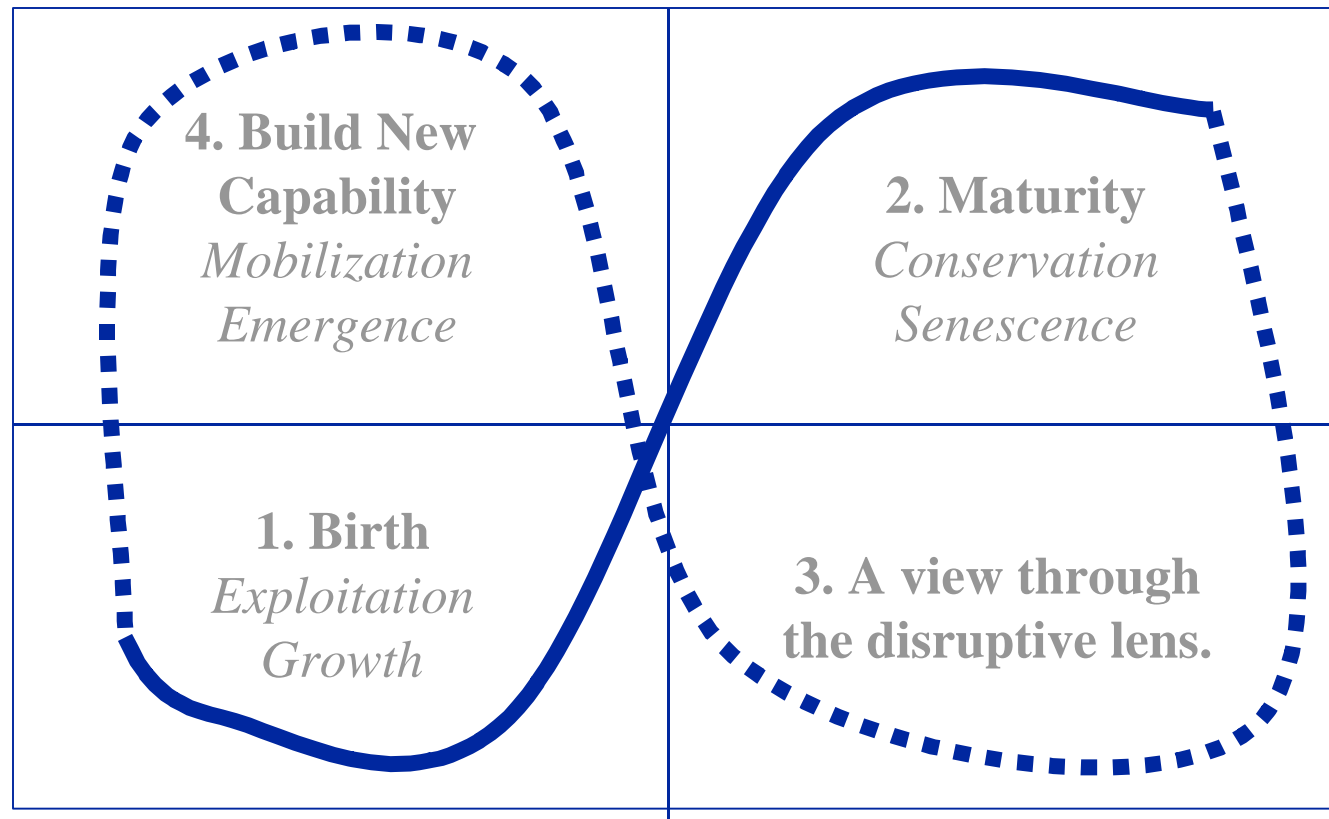 4. Build New
Capability
Mobilization
Emergence
2. Maturity
Conservation
Senescence
1. Birth
Exploitation
Growth
3. A view through
the disruptive lens.